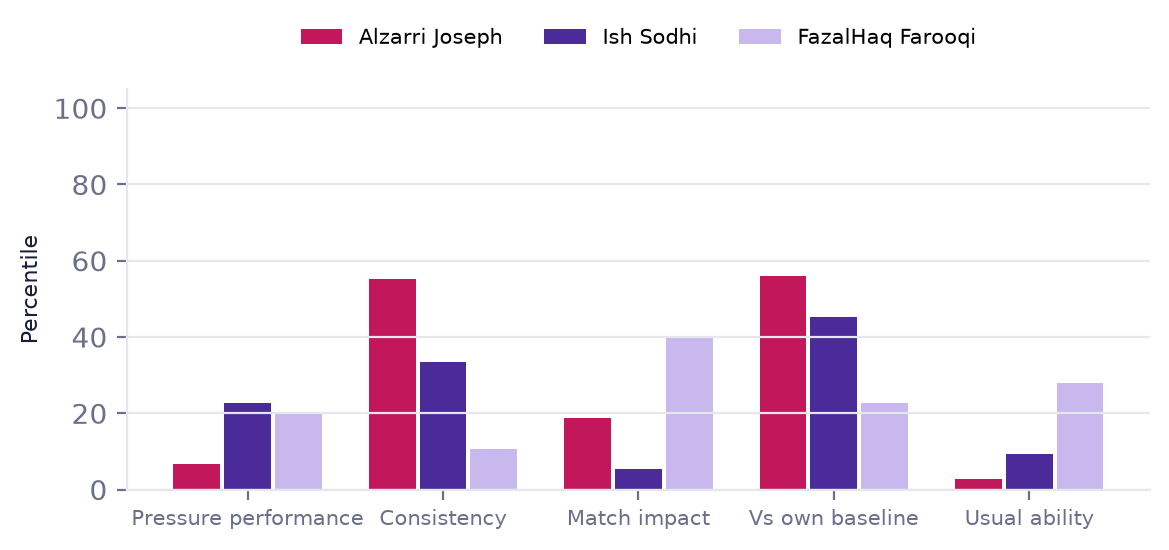 Alzarri Joseph Ish Sodhi FazalHaq Farooqi
Percentile
100
80
60
40
20
0
Pressure performance Consistency Match impact Vs own baseline Usual ability